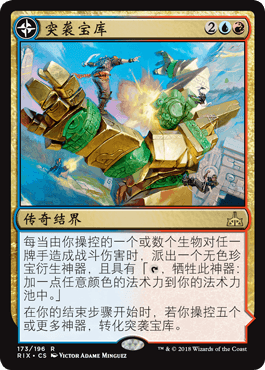 突袭宝库 2
传奇结界
每当由你操控的一个或数个生物对任一
牌手造成战斗伤害时，派出一个无色珍
宝衍生神器，且具有「，牺牲此神器：
加一点任意颜色的法术力到你的法术力
池中。」
在你的结束步骤开始时，若你操控五个
或更多神器，转化突袭宝库。
173/196 R
RIX • CS VICTOR ADAME MINGUEZ
™ & © 2018 Wizards of the Coast